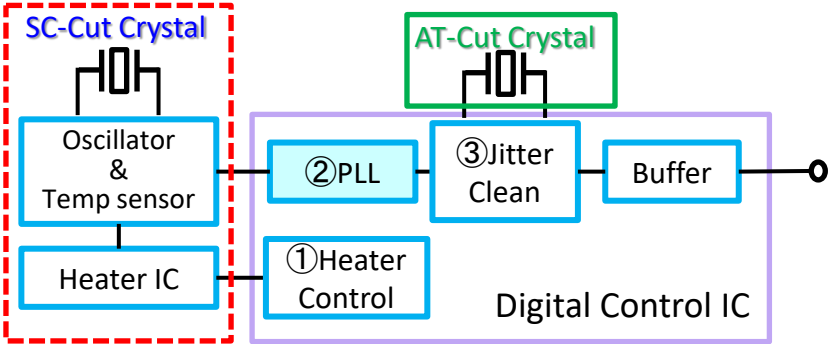 SC-Cut Crystal
AT-Cut Crystal
Oscillator
&
Temp sensor
②PLL
③Jitter
Clean
Buffer
Heater IC
①Heater
Control
Digital Control IC